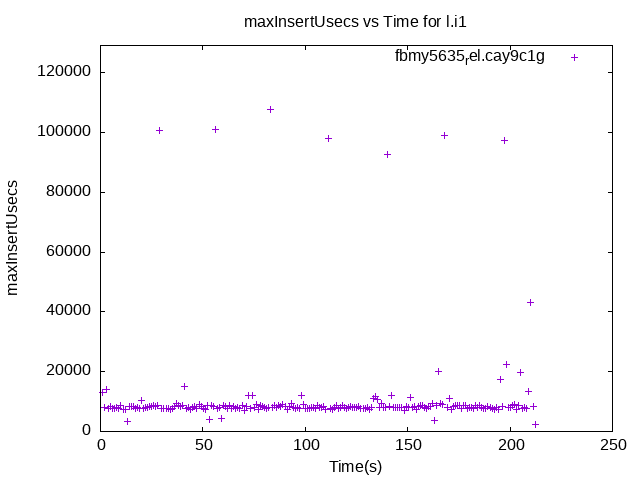 maxInsertUsecs vs Time for l.i1
fbmy5635rel.cay9c1g
120000
100000
80000
60000
40000
20000
0
maxInsertUsecs
0 50 100 150 200 250
Time(s)